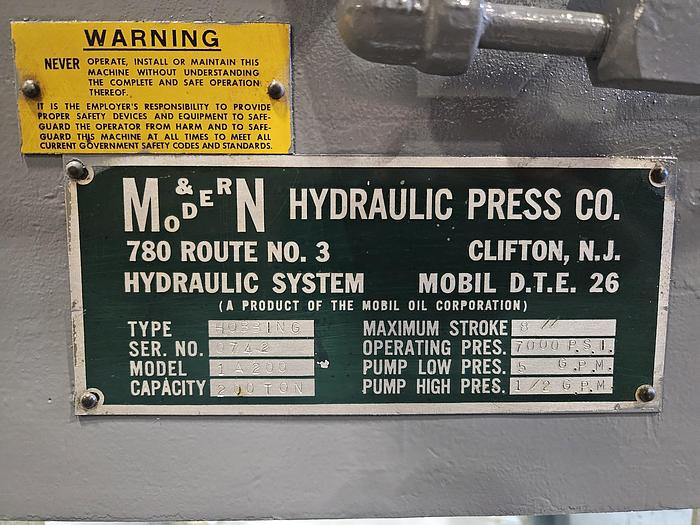 WARNING
NEVER OPERATE, INSTALL OR MAINTAIN THIS
MACHINE WITHOUT UNDERSTANDING
THE COMPLETE AND SAFE OPERATION
THEREOF.
IT IS THE EMPLOYER'S RESPONSIBILITY TO PROVIDE
PROPER SAFETY DEVICES AND EQUIPMENT TO SAFE-
GUARD THE OPERATOR FROM HARM AND TO SAFE-
GUARD THIS MACHINE AT ALL TIMES TO MEET ALL
CURRENT GOVERNMENT SAFETY CODES AND STANDARDS.
M&ODERN HYDRAULIC PRESS CO.
780 ROUTE NO. 3 CLIFTON, N.J.
HYDRAULIC SYSTEM MOBIL D.T.E. 26
(A PRODUCT OF THE MOBIL OIL CORPORATION)
TYPE HOBBING MAXIMUM STROKE 8"
SER. NO. OPERATING PRES. 7000 P.S.I.
MODEL 1A200 PUMP LOW PRES. 5 G.P.M.
CAPACITY 200 TON PUMP HIGH PRES. 1/2 G.P.M.